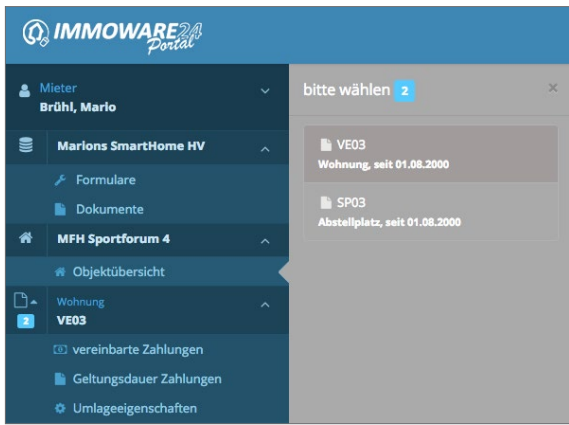 IMMOWARE24
Portal
Mieter
Brühl, Mario
Marions SmartHome HV
Formulare
Dokumente
MFH Sportforum 4
Objektübersicht
Wohnung
2
VE03
vereinbarte Zahlungen
Geltungsdauer Zahlungen
Umlageeigenschaften
bitte wählen 2
×
VE03
Wohnung, seit 01.08.2000
SP03
Abstellplatz, seit 01.08.2000